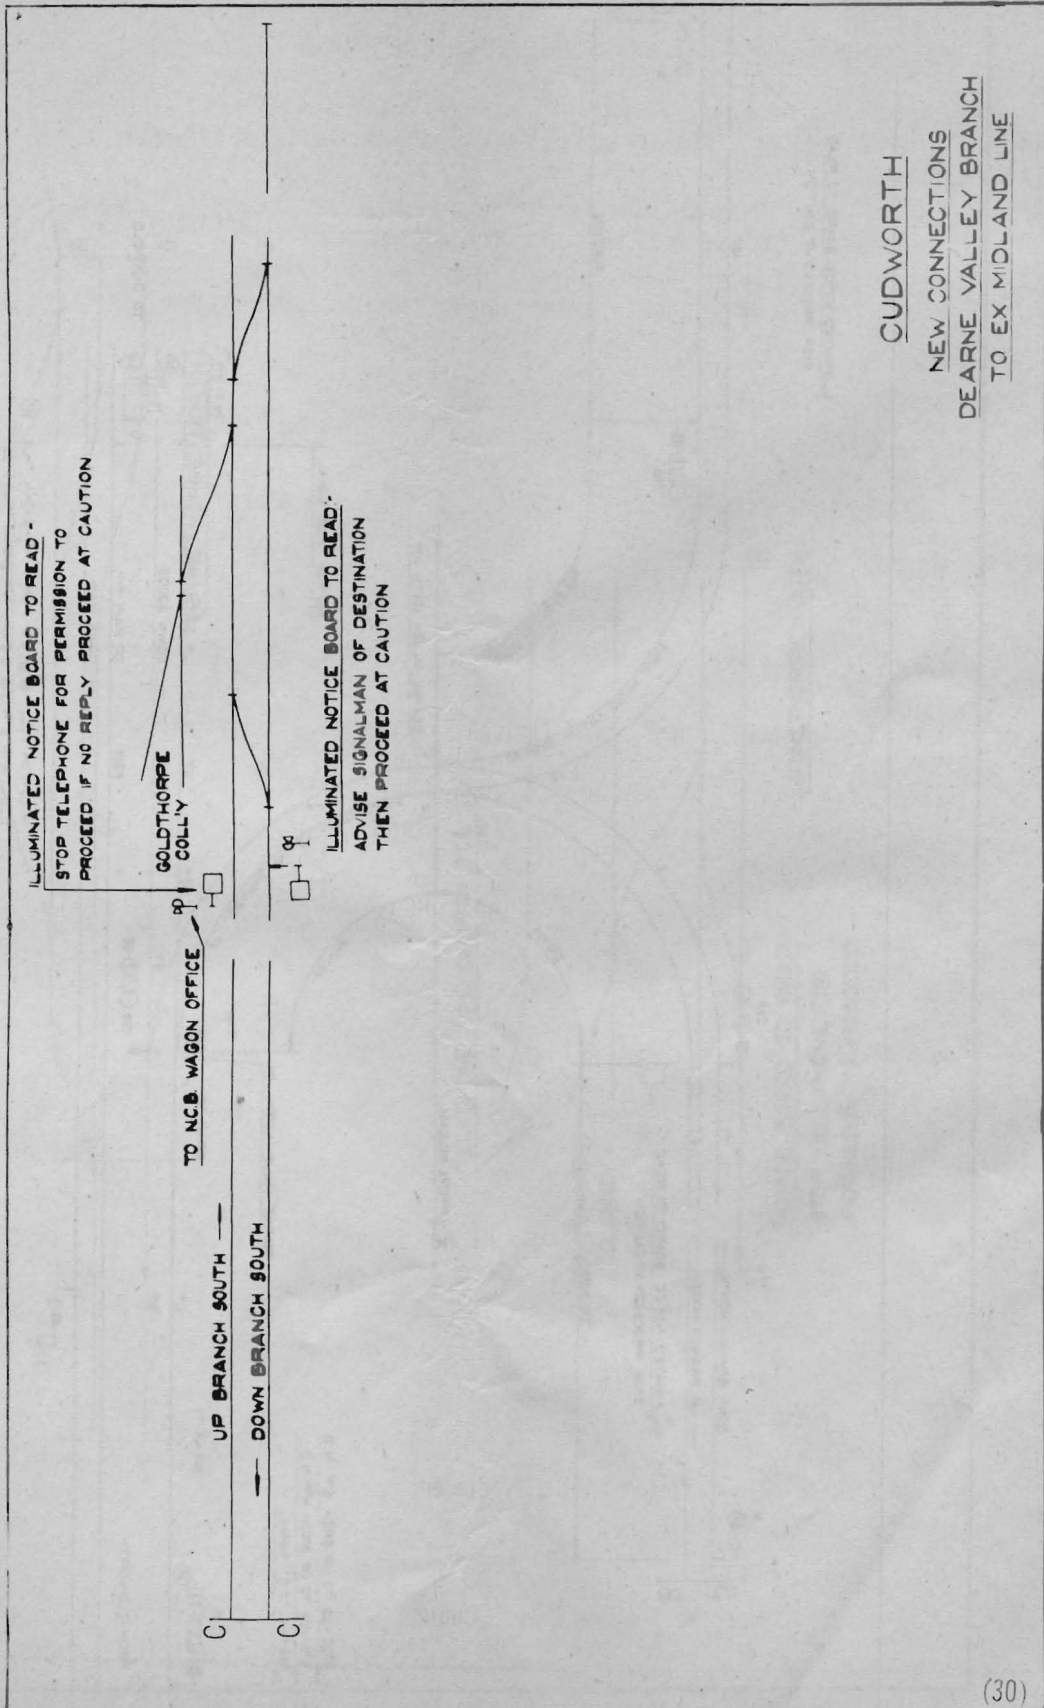 ILLUMINATED NOTICE BOARD TO READ -
STOP TELEPHONE FOR PERMISSION TO
PROCEED IF NO REPLY PROCEED AT CAUTION
GOLDTHORPE
COLL'Y
TO N.C.B. WAGON OFFICE
UP BRANCH SOUTH
DOWN BRANCH SOUTH
C
C
ILLUMINATED NOTICE BOARD TO READ:-
ADVISE SIGNALMAN OF DESTINATION
THEN PROCEED AT CAUTION
CUDWORTH
NEW CONNECTIONS
DEARNE VALLEY BRANCH
TO EX MIDLAND LINE
(30)